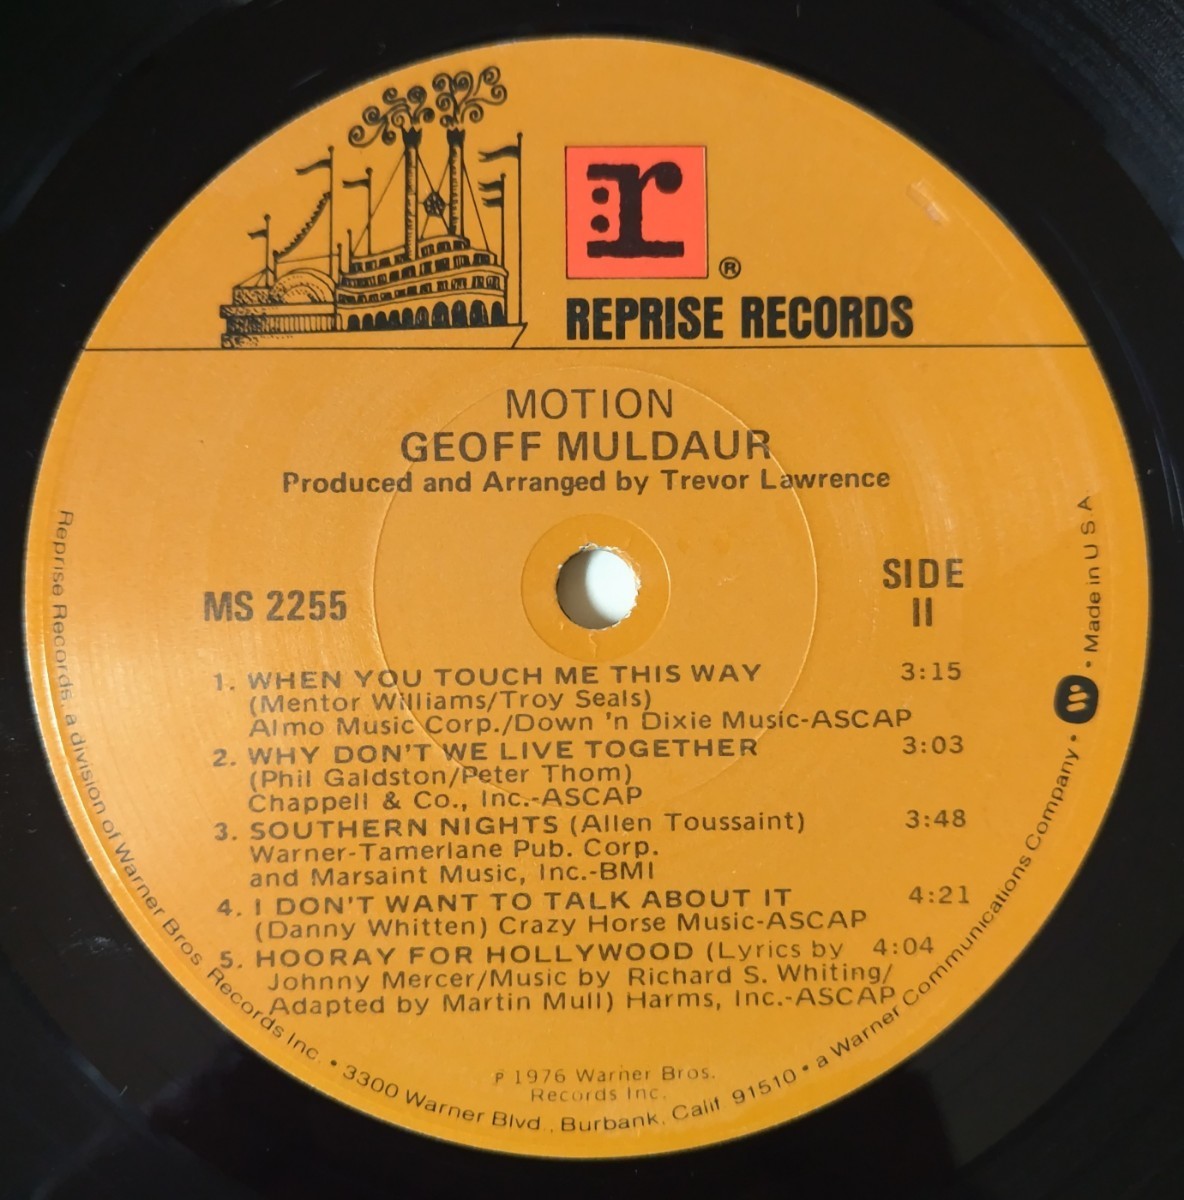 r
®
REPRISE RECORDS
MOTION
GEOFF MULDAUR
Produced and Arranged by Trevor Lawrence
MS 2255
SIDE
II
1. WHEN YOU TOUCH ME THIS WAY 3:15
(Mentor Williams/Troy Seals)
Almo Music Corp./Down 'n Dixie Music-ASCAP
2. WHY DON'T WE LIVE TOGETHER 3:03
(Phil Galdston/Peter Thom)
Chappell & Co., Inc.-ASCAP
3. SOUTHERN NIGHTS (Allen Toussaint) 3:48
Warner-Tamerlane Pub. Corp.
and Marsaint Music, Inc.-BMI
4. I DON'T WANT TO TALK ABOUT IT 4:21
(Danny Whitten) Crazy Horse Music-ASCAP
5. HOORAY FOR HOLLYWOOD (Lyrics by 4:04
Johnny Mercer/Music by Richard S. Whiting/
Adapted by Martin Mull) Harms, Inc.-ASCAP
℗ 1976 Warner Bros.
Records Inc.
Reprise Records, a division of Warner Bros. Records Inc. • 3300 Warner Blvd., Burbank, Calif 91510 • a Warner Communications Company • W • Made in U S A